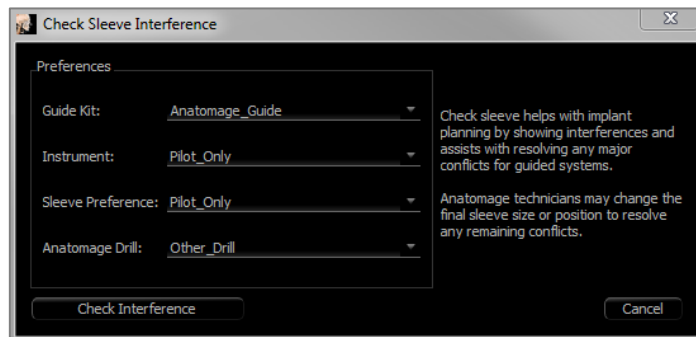 Check Sleeve Interference
X
Preferences
Guide Kit: Anatomage_Guide
Instrument: Pilot_Only
Sleeve Preference: Pilot_Only
Anatomage Drill: Other_Drill
Check sleeve helps with implant
planning by showing interferences and
assists with resolving any major
conflicts for guided systems.
Anatomage technicians may change the
final sleeve size or position to resolve
any remaining conflicts.
Check Interference
Cancel